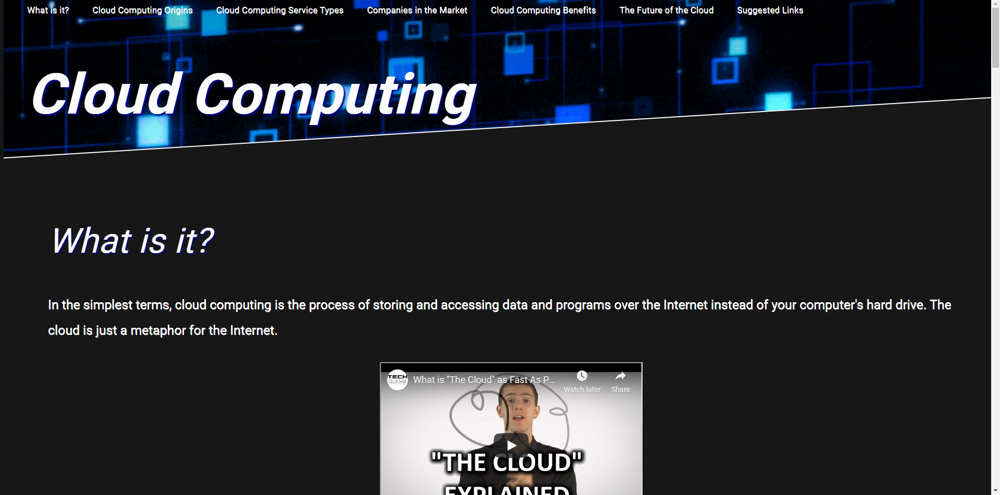 What is it? Cloud Computing Origins Cloud Computing Service Types Companies in the Market Cloud Computing Benefits The Future of the Cloud Suggested Links
Cloud Computing
What is it?
In the simplest terms, cloud computing is the process of storing and accessing data and programs over the Internet instead of your computer's hard drive. The
cloud is just a metaphor for the Internet.
TECH
quickie
What is "The Cloud" as Fast As P...
Watch later
Share
"THE CLOUD"
EXPLAINED